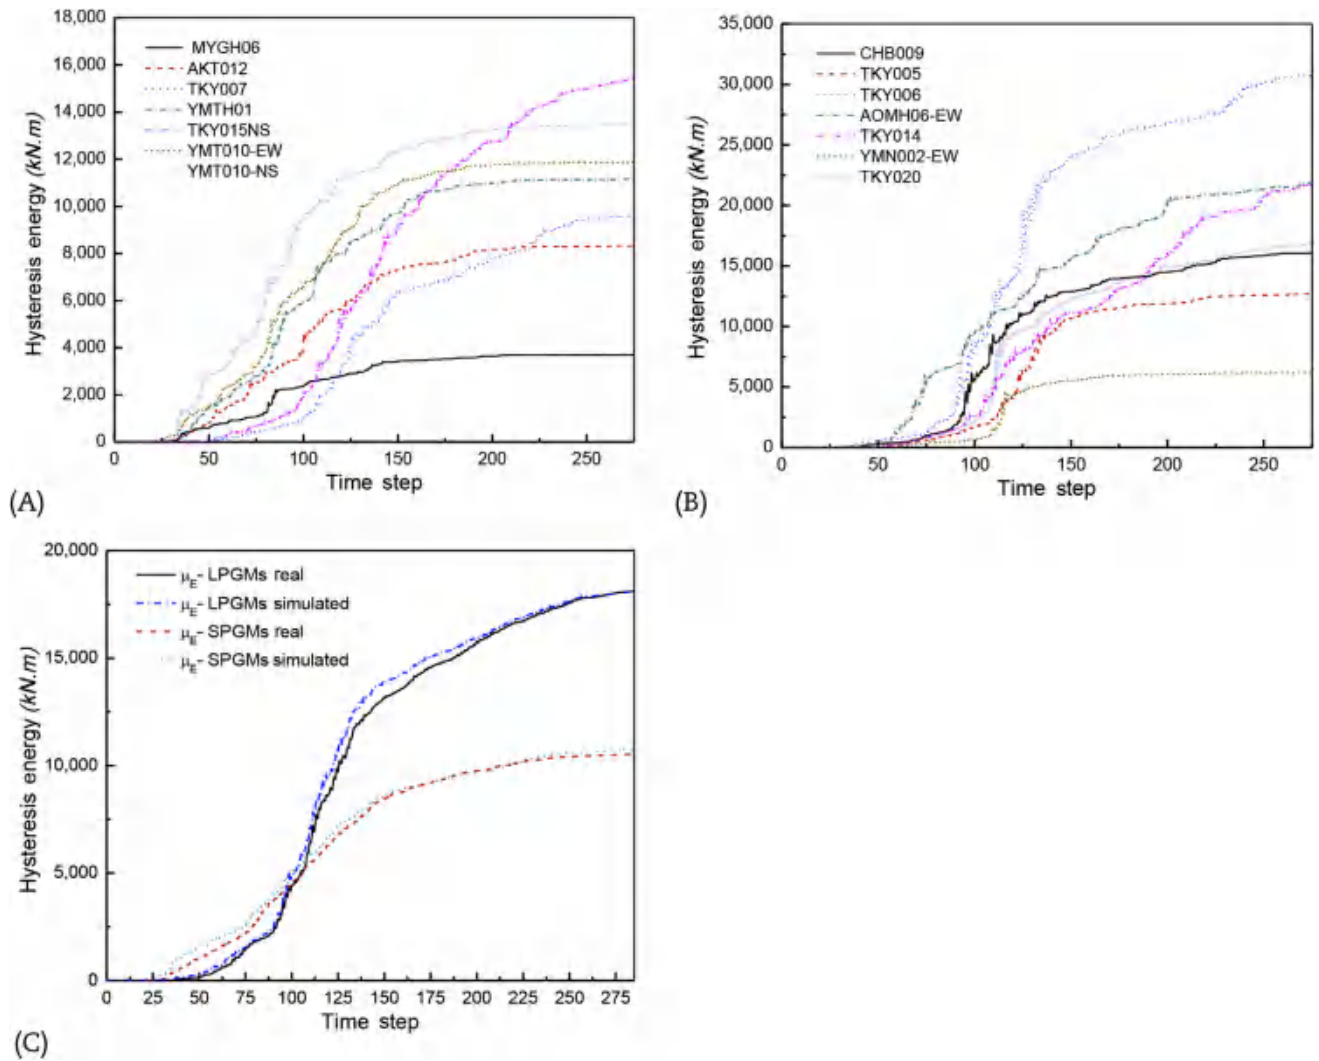 18,000
16,000
14,000
12,000
10,000
8,000
6,000
4,000
2,000
0
Hysteresis energy (kN.m)
MYGH06
AKT012
TKY007
YMTH01
TKY015NS
YMT010-EW
YMT010-NS
0 50 100 150 200 250
Time step
(A)
35,000
30,000
25,000
20,000
15,000
10,000
5,000
0
Hysteresis energy (kN.m)
CHB009
TKY005
TKY006
AOMH06-EW
TKY014
YMN002-EW
TKY020
0 50 100 150 200 250
Time step
(B)
20,000
15,000
10,000
5,000
0
Hysteresis energy (kN.m)
μE- LPGMs real
μE- LPGMs simulated
μE- SPGMs real
μE- SPGMs simulated
0 25 50 75 100 125 150 175 200 225 250 275
Time step
(C)